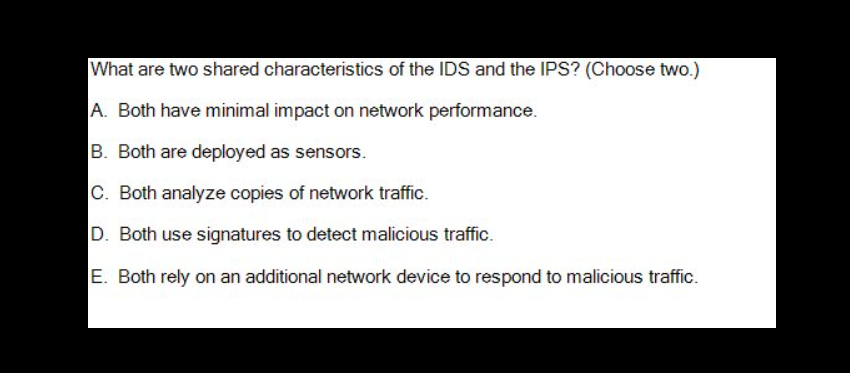 What are two shared characteristics of the IDS and the IPS? (Choose two.)
A. Both have minimal impact on network performance.
B. Both are deployed as sensors.
C. Both analyze copies of network traffic.
D. Both use signatures to detect malicious traffic.
E. Both rely on an additional network device to respond to malicious traffic.